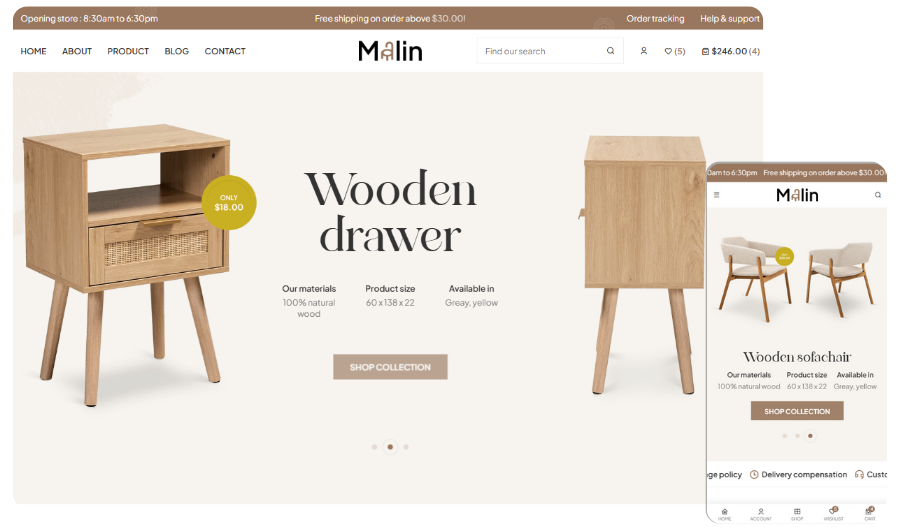 Opening store : 8:30am to 6:30pm
Free shipping on order above $30.00!
Order tracking
Help & support
HOME
ABOUT
PRODUCT
BLOG
CONTACT
Malin
Find our search
(5)
$246.00 (4)
ONLY
$18.00
Wooden
drawer
Our materials
100% natural
wood
Product size
60 x 138 x 22
Available in
Greay, yellow
SHOP COLLECTION
0am to 6:30pm
Free shipping on order above $30.00
Malin
Wooden sofachair
Our materials
100% natural wood
Product size
60 x 138 x 22
Available in
Greay, yellow
SHOP COLLECTION
nge policy
Delivery compensation
Custo
HOME
ACCOUNT
SHOP
WISHLIST
CART